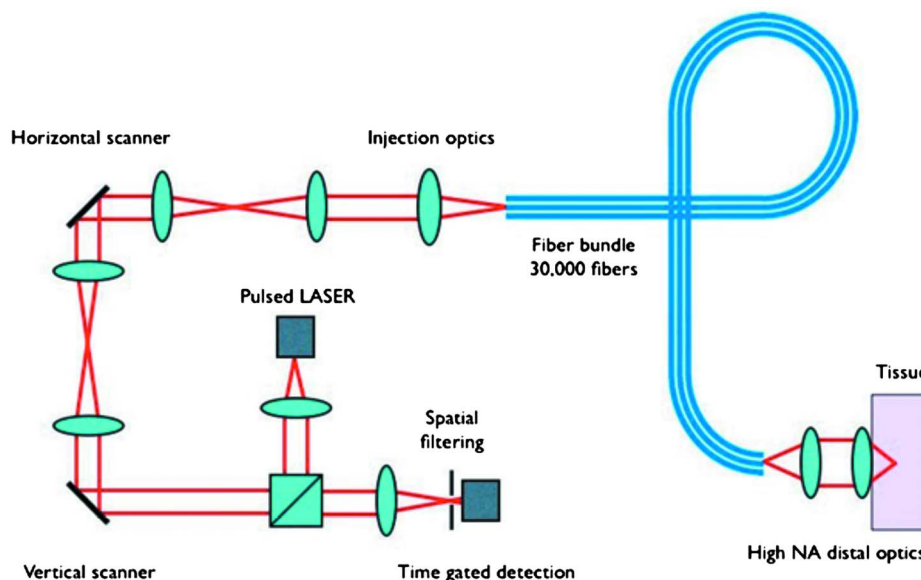 Horizontal scanner
Injection optics
Fiber bundle
30,000 fibers
Pulsed LASER
Tissue
Spatial
filtering
High NA distal optics
Vertical scanner
Time gated detection